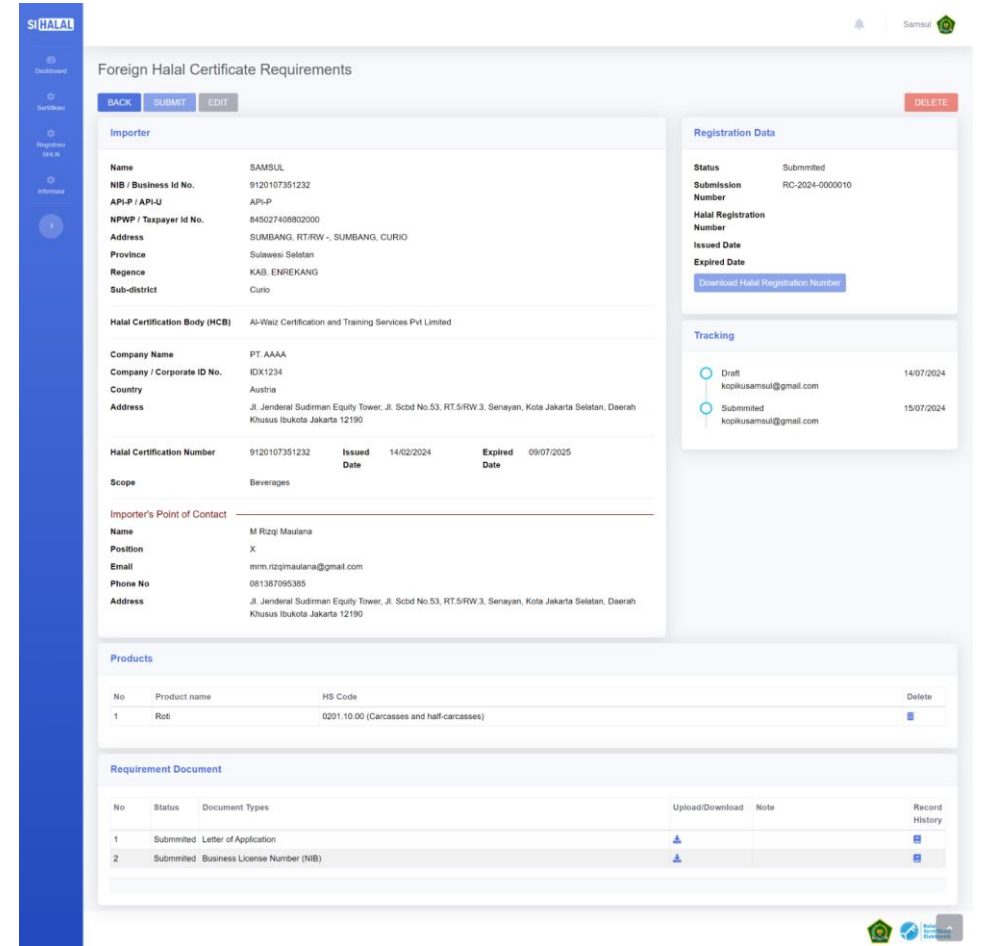 SI HALAL
Samsul
Dashboard
Sertifikasi
Registrasi
SHLN
Informasi
Foreign Halal Certificate Requirements
BACK SUBMIT EDIT DELETE
Importer
Name SAMSUL
NIB / Business Id No. 9120107351232
API-P / API-U API-P
NPWP / Taxpayer Id No. 845027408802000
Address SUMBANG, RT/RW -, SUMBANG, CURIO
Province Sulawesi Selatan
Regence KAB. ENREKANG
Sub-district Curio
Halal Certification Body (HCB) Al-Waiz Certification and Training Services Pvt Limited
Company Name PT. AAAA
Company / Corporate ID No. IDX1234
Country Austria
Address Jl. Jenderal Sudirman Equity Tower, Jl. Scbd No.53, RT.5/RW.3, Senayan, Kota Jakarta Selatan, Daerah
Khusus Ibukota Jakarta 12190
Halal Certification Number 9120107351232 Issued 14/02/2024 Expired 09/07/2025
Date Date
Scope Beverages
Importer's Point of Contact
Name M Rizqi Maulana
Position X
Email mrm.rizqimaulana@gmail.com
Phone No 081387095385
Address Jl. Jenderal Sudirman Equity Tower, Jl. Scbd No.53, RT.5/RW.3, Senayan, Kota Jakarta Selatan, Daerah
Khusus Ibukota Jakarta 12190
Registration Data
Status Submmited
Submission RC-2024-0000010
Number
Halal Registration
Number
Issued Date
Expired Date
Download Halal Registration Number
Tracking
Draft 14/07/2024
kopikusamsul@gmail.com
Submmited 15/07/2024
kopikusamsul@gmail.com
Products
No Product name HS Code Delete
1 Roti 0201.10.00 (Carcasses and half-carcasses)
Requirement Document
No Status Document Types Upload/Download Note Record
History
1 Submmited Letter of Application
2 Submmited Business License Number (NIB)
Balai
Sertifikasi
Elektronik